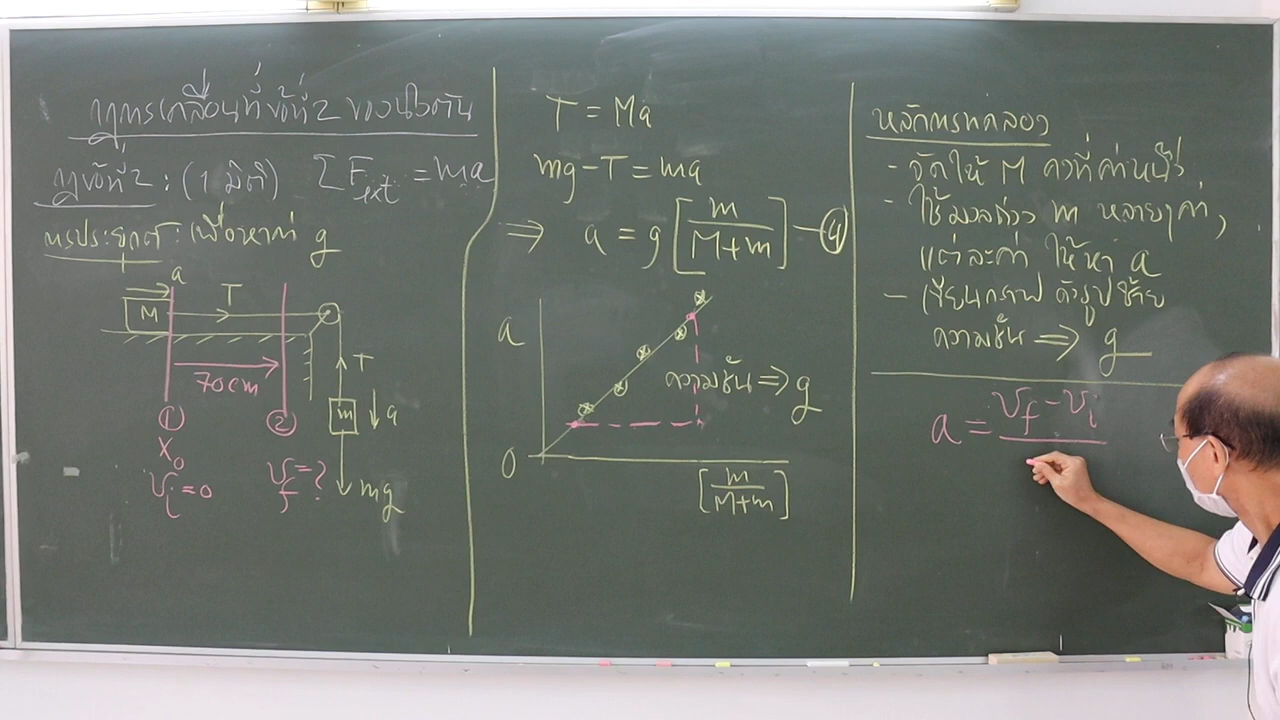 กฎการเคลื่อนที่ข้อที่ 2 ของนิวตัน
กฎข้อที่ 2 : (1 มิติ) ΣF_ext = ma
การประยุกต์ : เพื่อหาค่า g
a
M
T
70 cm
T
m
a
① ②
X₀
v_i = 0
v_f = ?
mg
T = Ma
mg - T = ma
⇒ a = g [m/(M+m)] — ④
a
ความชัน ⇒ g
0
[m/(M+m)]
หลักการทดลอง
- จัดให้ M คงที่ค่าหนึ่ง
- ใช้มวลถ่วง m หลายๆ ค่า,
แต่ละค่า ให้หา a
- เขียนกราฟ ดังรูปซ้าย
ความชัน ⇒ g
a = v_f - v_i